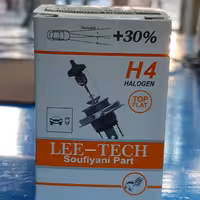 +30%
H4
HALOGEN
TOP
FLAT
LEE-TECH
Soufiyani Part